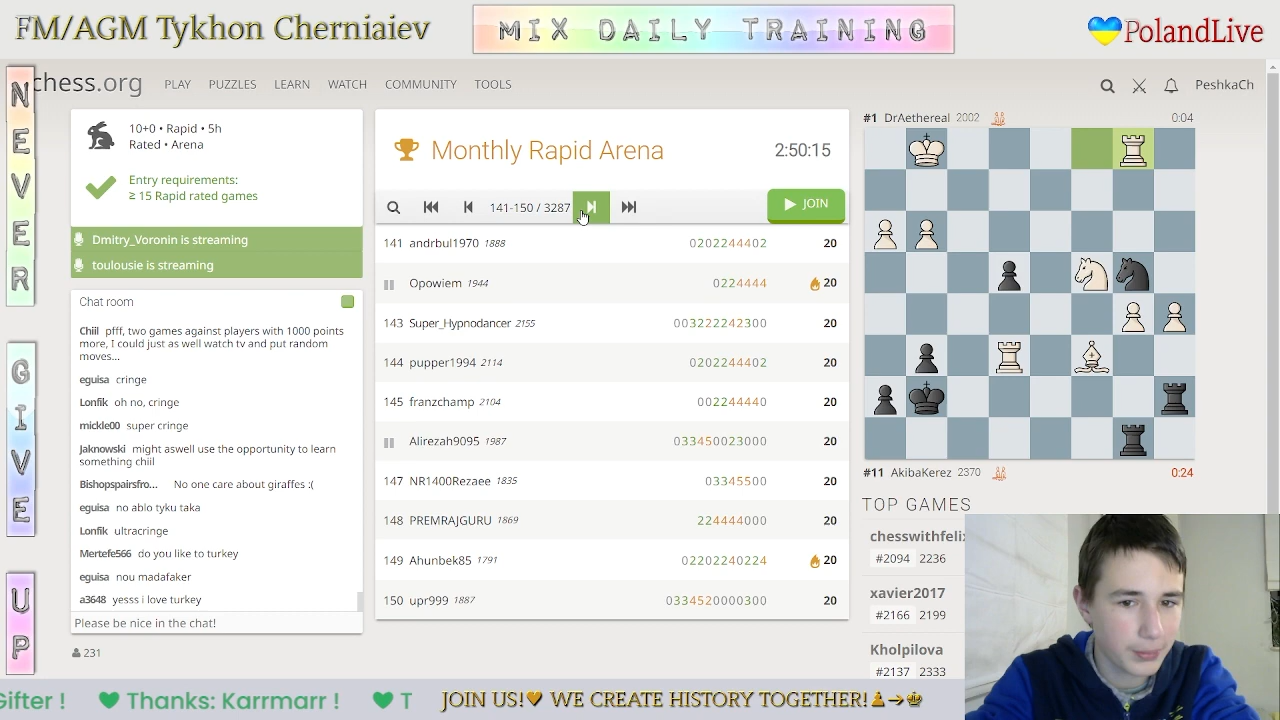 FM/AGM Tykhon Cherniaiev
MIX DAILY TRAINING
PolandLive
NEVER
GIVE
UP
chess.org
PLAY PUZZLES LEARN WATCH COMMUNITY TOOLS
PeshkaCh
10+0 • Rapid • 5h
Rated • Arena
Entry requirements:
≥ 15 Rapid rated games
Dmitry_Voronin is streaming
toulousie is streaming
Chat room
Chiil pfff, two games against players with 1000 points
more, I could just as well watch tv and put random
moves...
eguisa cringe
Lonfik oh no, cringe
mickle00 super cringe
Jaknowski might aswell use the opportunity to learn
something chiil
Bishopspairsfro... No one care about giraffes :(
eguisa no ablo tyku taka
Lonfik ultracringe
Mertefe566 do you like to turkey
eguisa nou madafaker
a3648 yesss i love turkey
Please be nice in the chat!
231
Monthly Rapid Arena
2:50:15
141-150 / 3287
JOIN
141 andrbul1970 1888 0202244402 20
Opowiem 1944 0224444 20
143 Super_Hypnodancer 2155 003222242300 20
144 pupper1994 2114 0202244402 20
145 franzchamp 2104 002244440 20
Alirezah9095 1987 033450023000 20
147 NR1400Rezaee 1835 03345500 20
148 PREMRAJGURU 1869 224444000 20
149 Ahunbek85 1791 02202240224 20
150 upr999 1887 0334520000300 20
#1 DrAethereal 2002 0:04
#11 AkibaKerez 2370 0:24
TOP GAMES
chesswithfeli
#2094 2236
xavier2017
#2166 2199
Kholpilova
#2137 2333
Gifter ! Thanks: Karrmarr ! T
JOIN US! WE CREATE HISTORY TOGETHER!